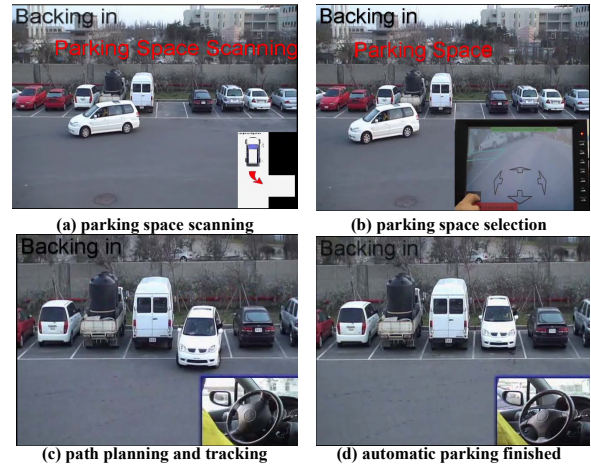 Backing in
Parking Space Scanning
Backing in
Parking Space
(a) parking space scanning
(b) parking space selection
Backing in
Backing in
(c) path planning and tracking
(d) automatic parking finished